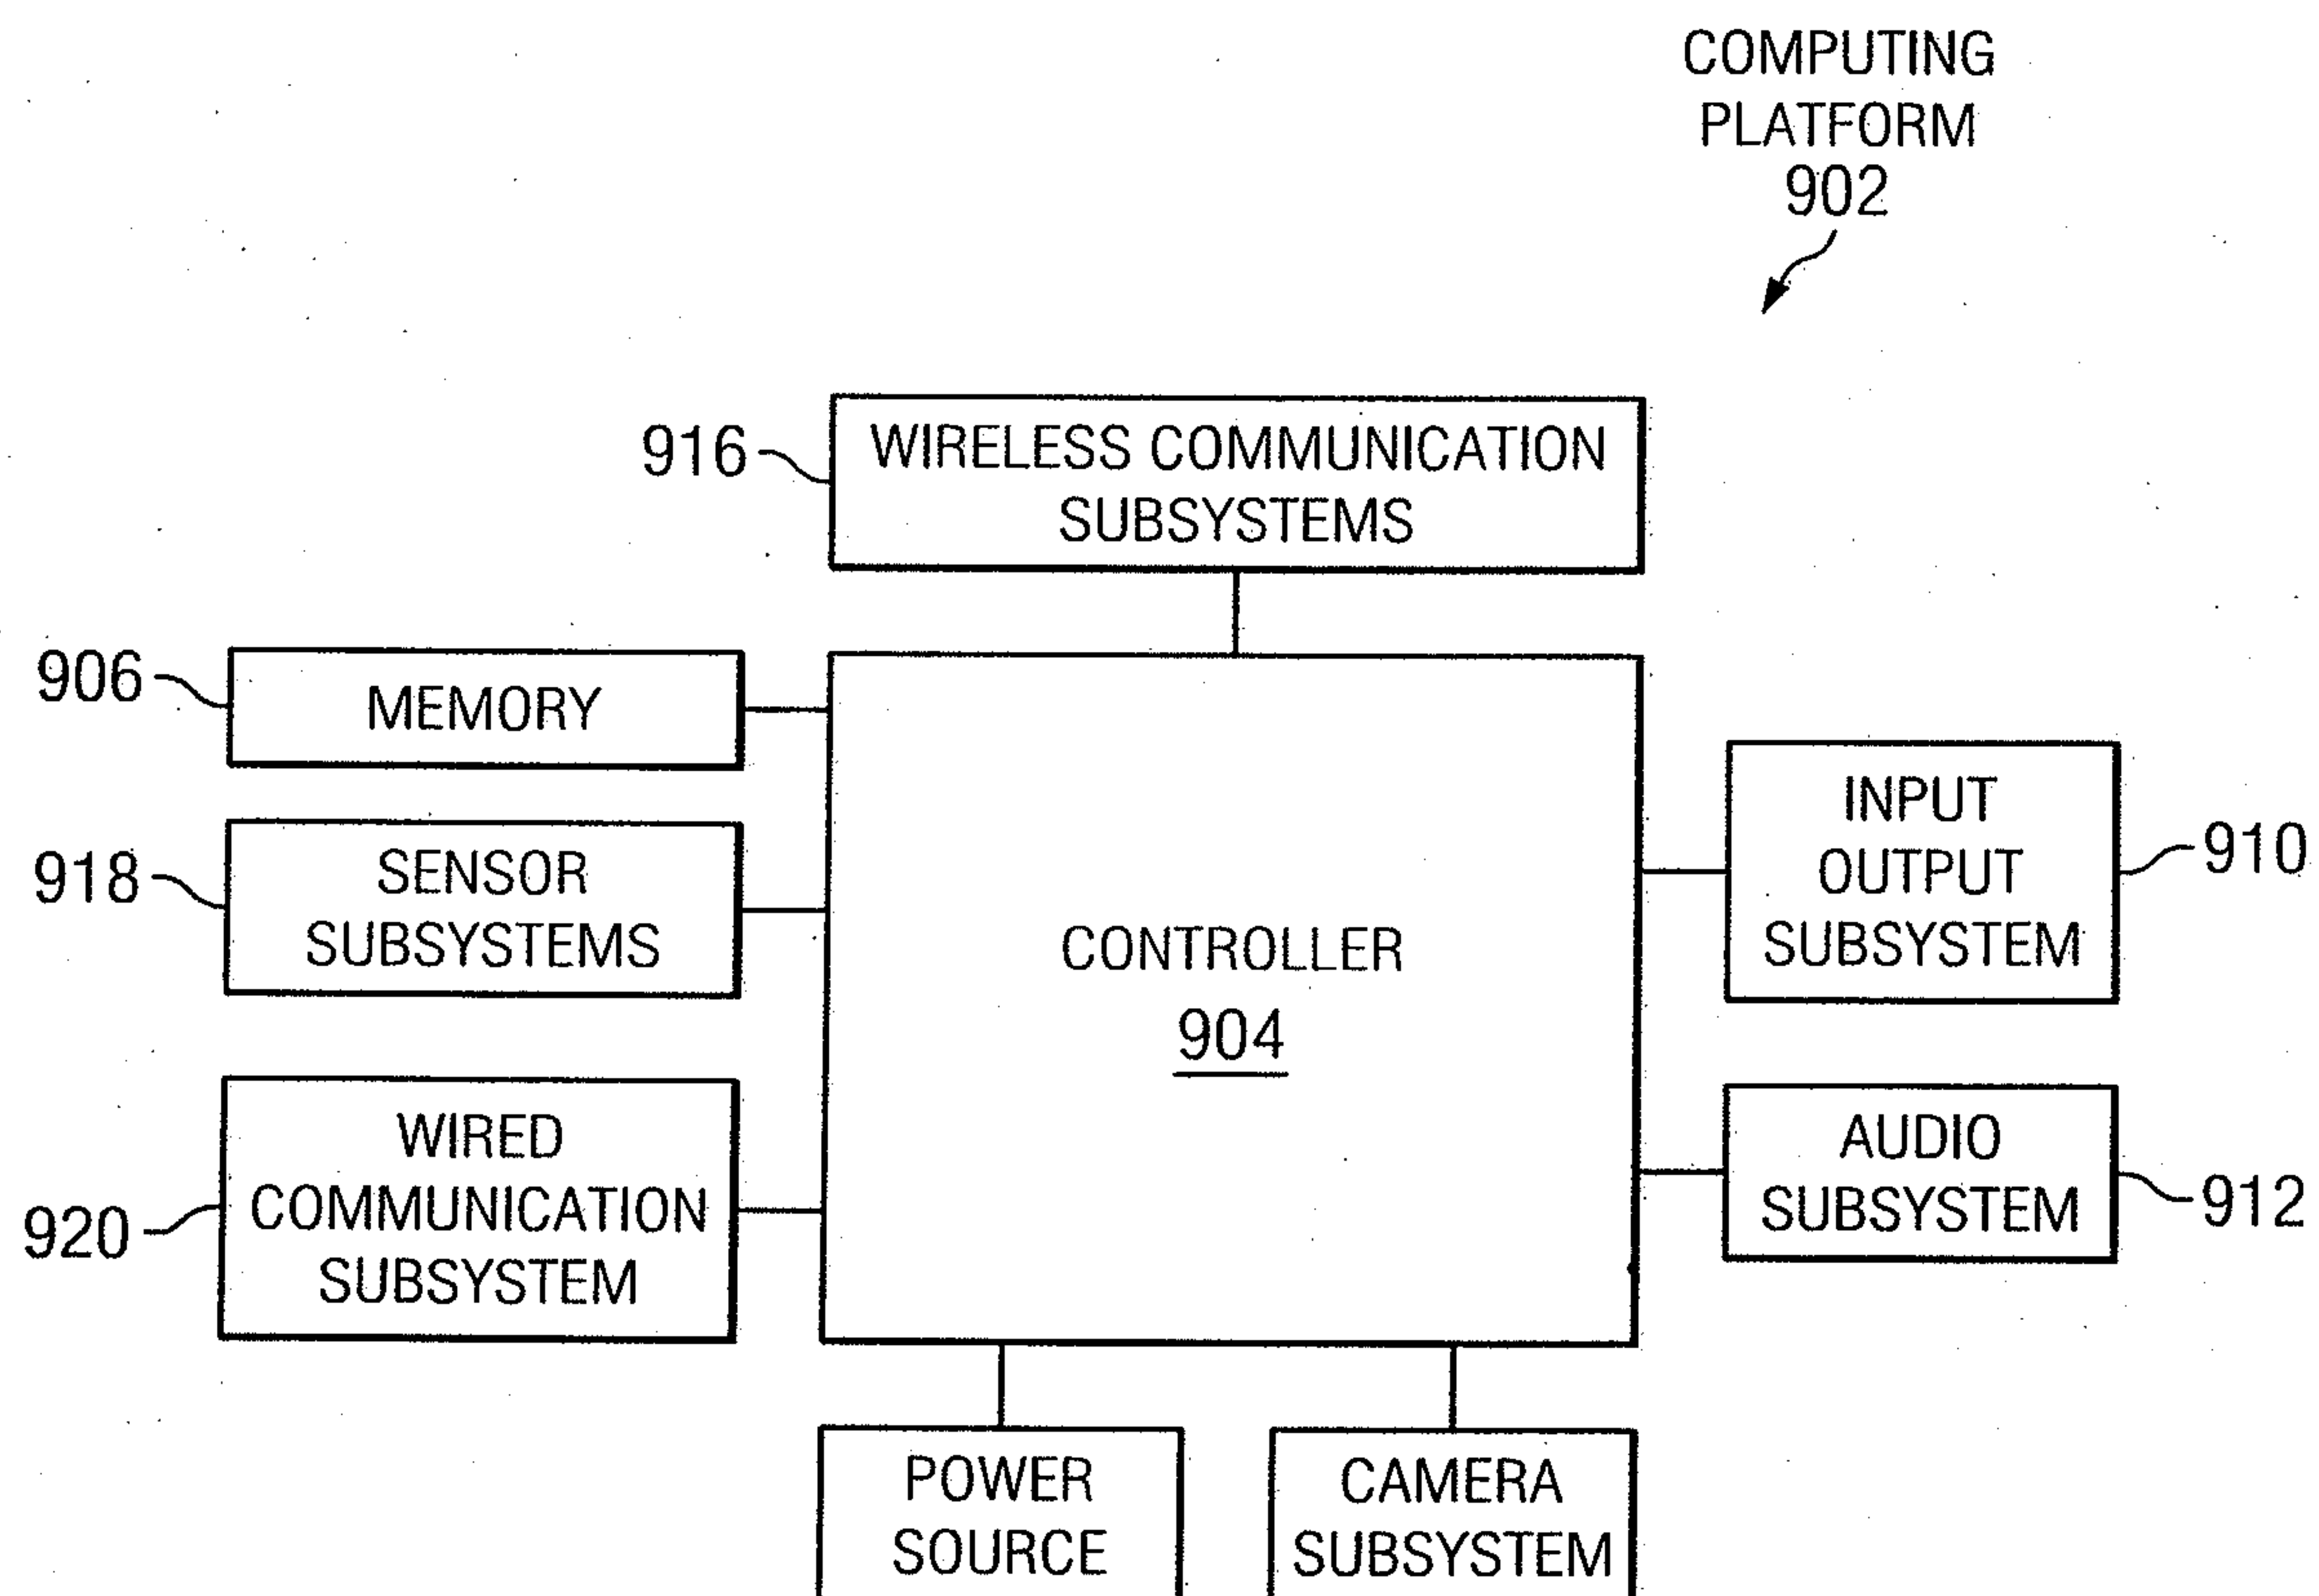 COMPUTING
PLATFORM
902
916
WIRELESS COMMUNICATION
SUBSYSTEMS
906
MEMORY
918
SENSOR
SUBSYSTEMS
920
WIRED
COMMUNICATION
SUBSYSTEM
CONTROLLER
904
INPUT
OUTPUT
SUBSYSTEM
910
AUDIO
SUBSYSTEM
912
POWER
SOURCE
CAMERA
SUBSYSTEM